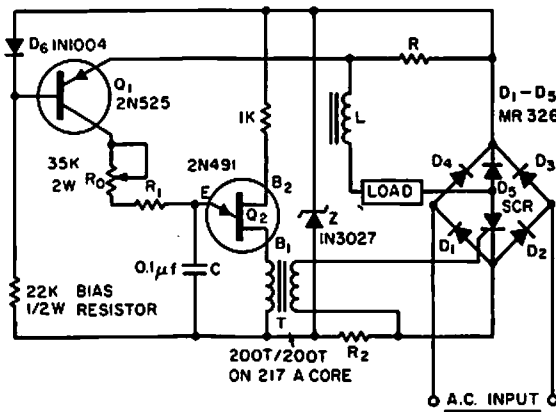 D6 1N1004
Q1
2N525
R
1K
L
D1-D5
MR 326
35K
2W
R0
R1
2N491
B2
E
Q2
B1
LOAD
D4
D3
D5
SCR
D1
D2
Z
1N3027
0.1µf
C
22K BIAS
1/2W RESISTOR
T
R2
200T/200T
ON 217 A CORE
A.C. INPUT